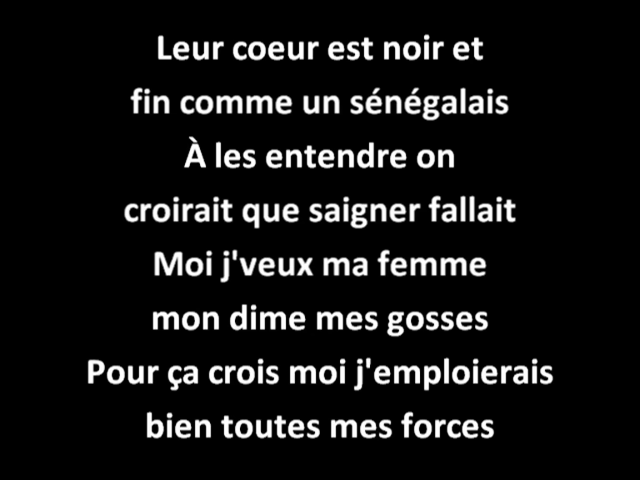 Leur coeur est noir et
fin comme un sénégalais
À les entendre on
croirait que saigner fallait
Moi j'veux ma femme
mon dime mes gosses
Pour ça crois moi j'emploierais
bien toutes mes forces